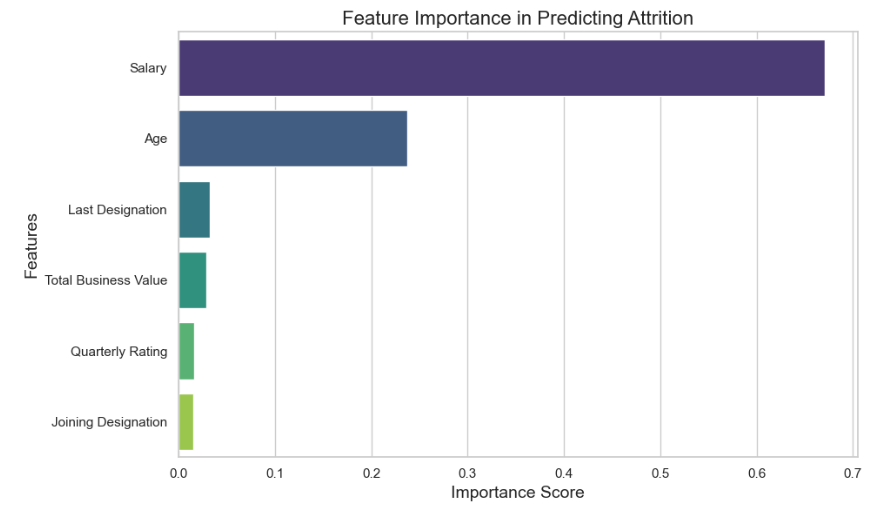 Feature Importance in Predicting Attrition
Salary
Age
Last Designation
Total Business Value
Quarterly Rating
Joining Designation
Features
0.0 0.1 0.2 0.3 0.4 0.5 0.6 0.7
Importance Score